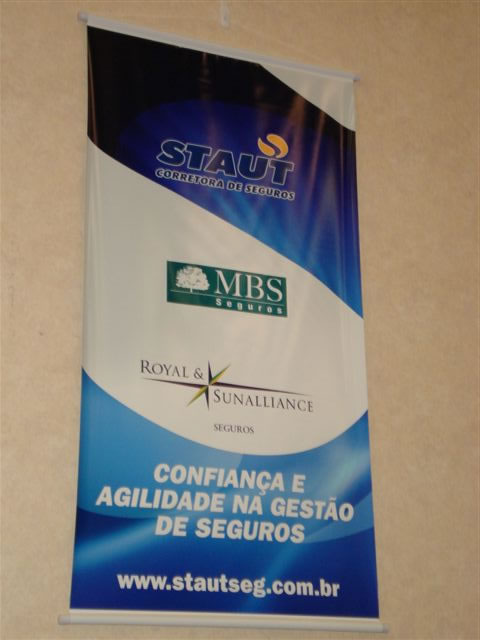 STAUT
CORRETORA DE SEGUROS
MBS
Seguros
ROYAL &
SUNALLIANCE
SEGUROS
CONFIANÇA E
AGILIDADE NA GESTÃO
DE SEGUROS
www.stautseg.com.br